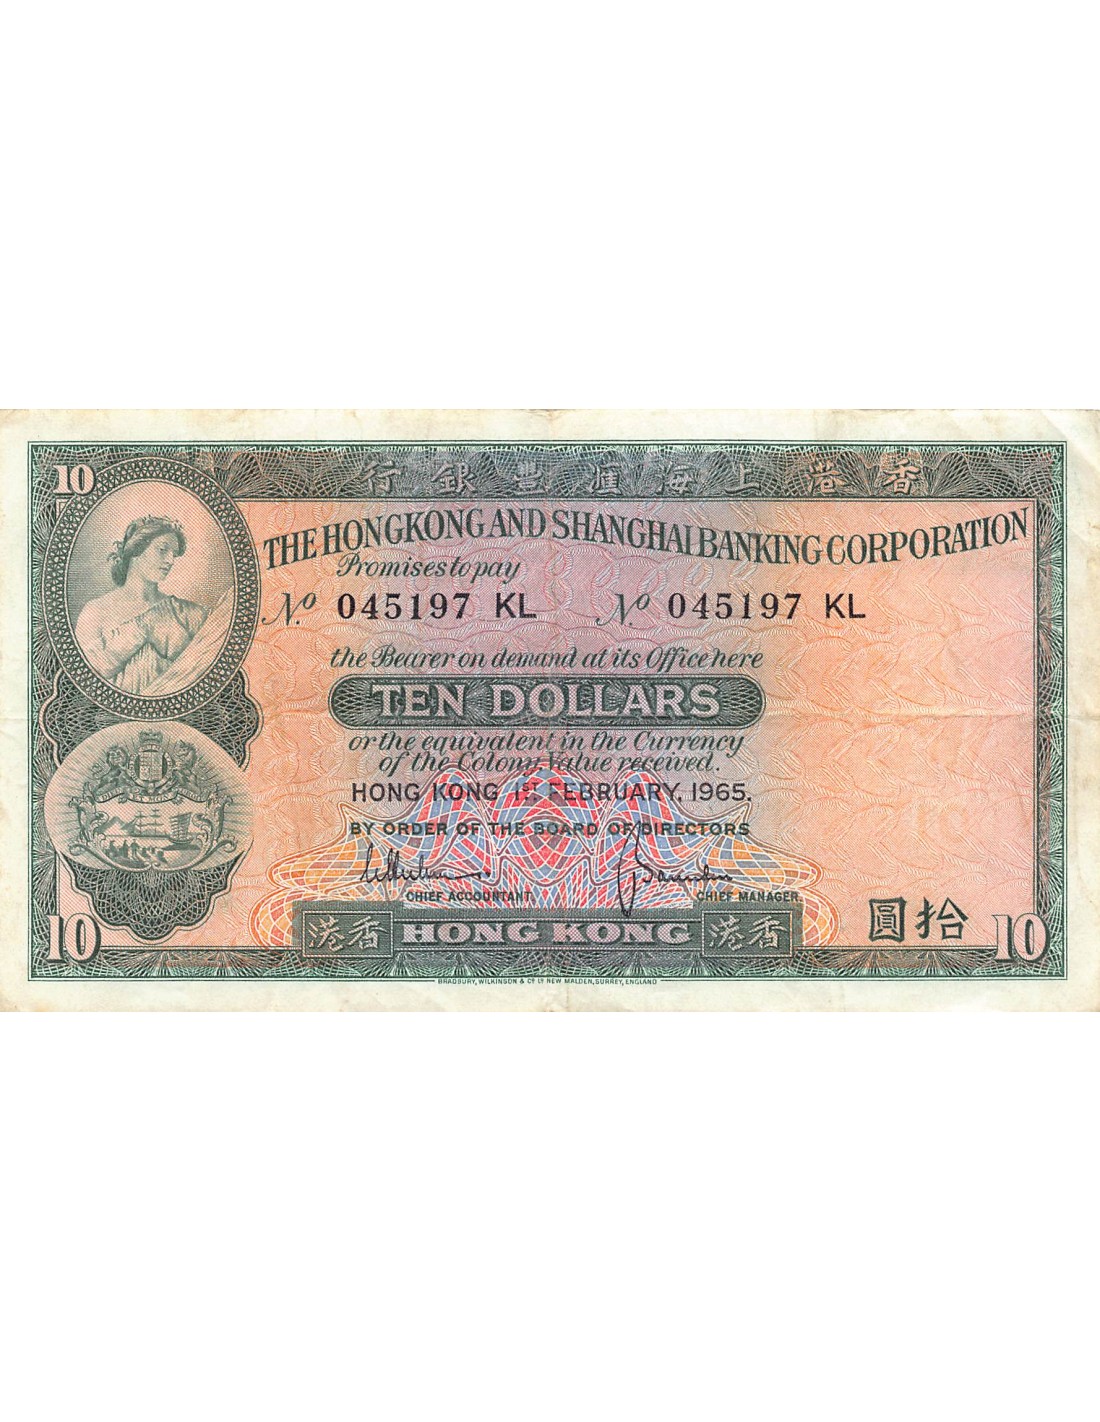 10
行銀豐滙海上港香
THE HONGKONG AND SHANGHAI BANKING CORPORATION
Promises to pay
No. 045197 KL No. 045197 KL
the Bearer on demand at its Office here
TEN DOLLARS
or the equivalent in the Currency
of the Colony, Value received.
HONG KONG 1ST FEBRUARY, 1965.
BY ORDER OF THE BOARD OF DIRECTORS
CHIEF ACCOUNTANT. CHIEF MANAGER.
圓拾
10 港香 HONG KONG 港香 10
BRADBURY, WILKINSON & Co. Ld. NEW MALDEN, SURREY, ENGLAND